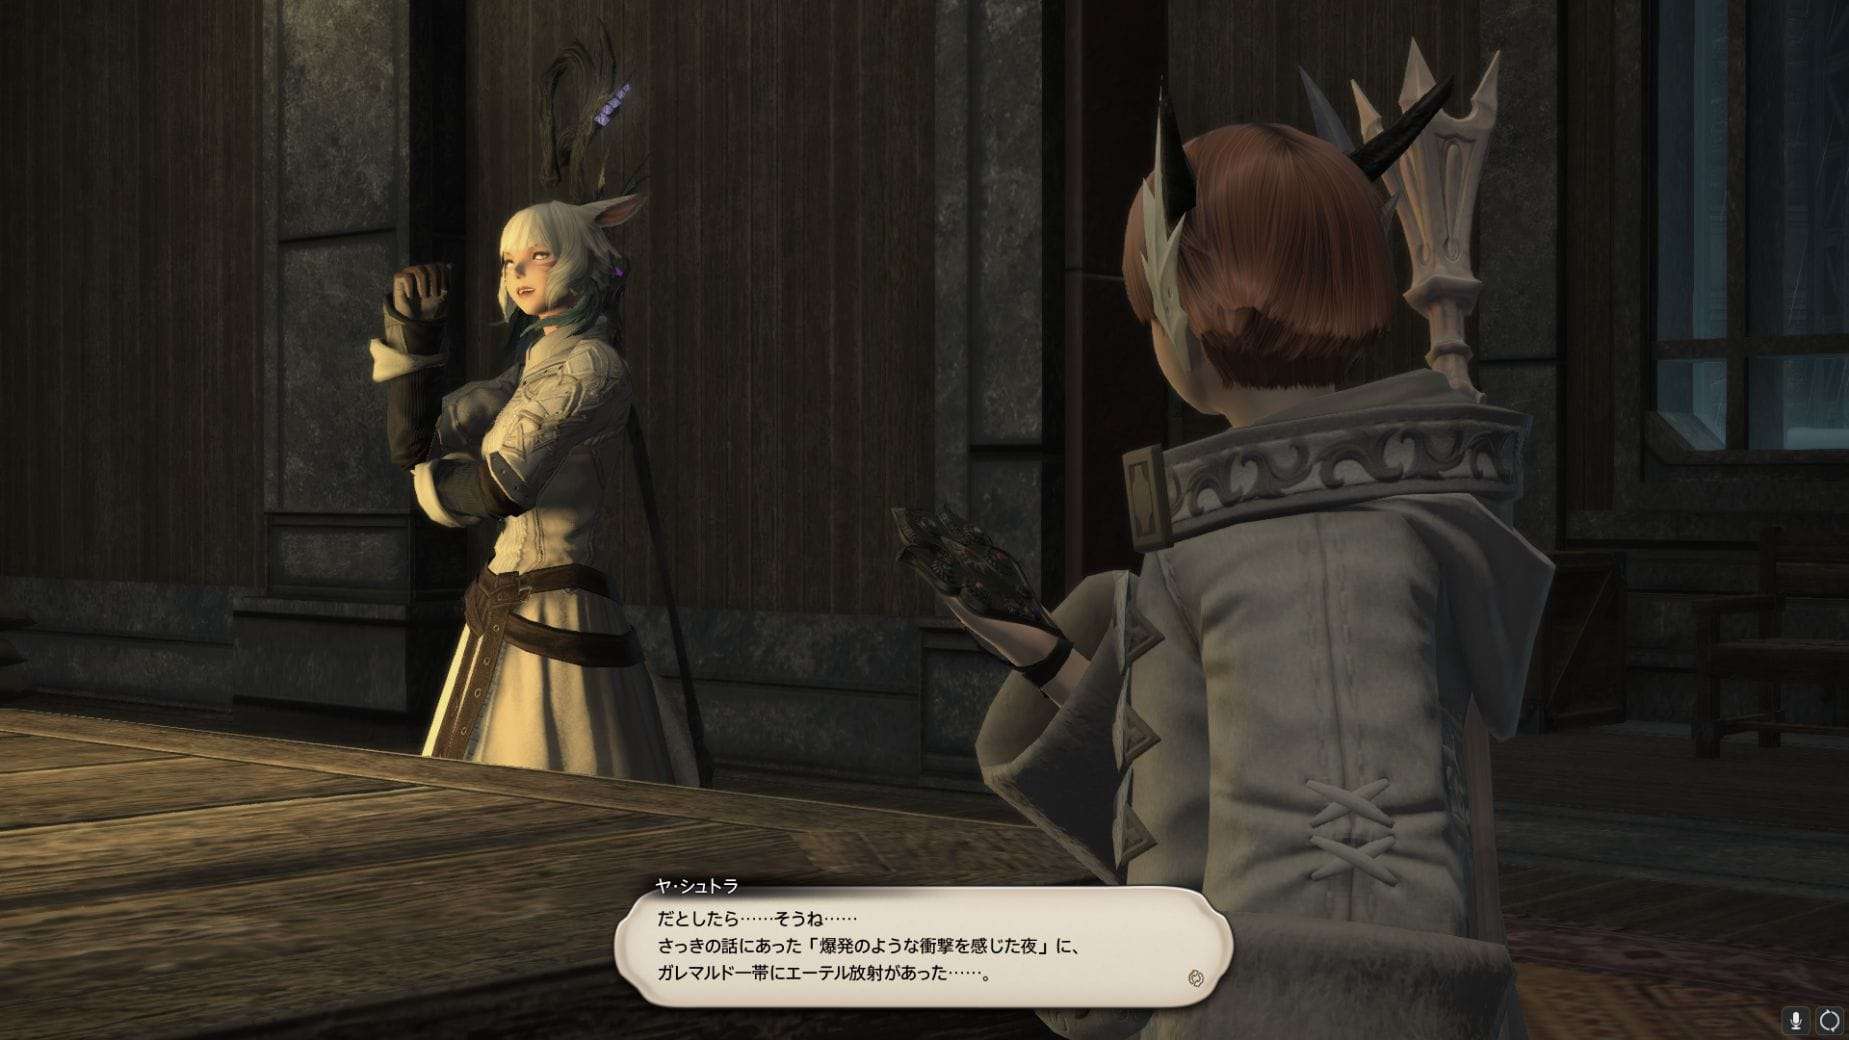 ヤ・シュトラ
だとしたら……そうね……
さっきの話にあった「爆発のような衝撃を感じた夜」に、
ガレマルド一帯にエーテル放射があった……。